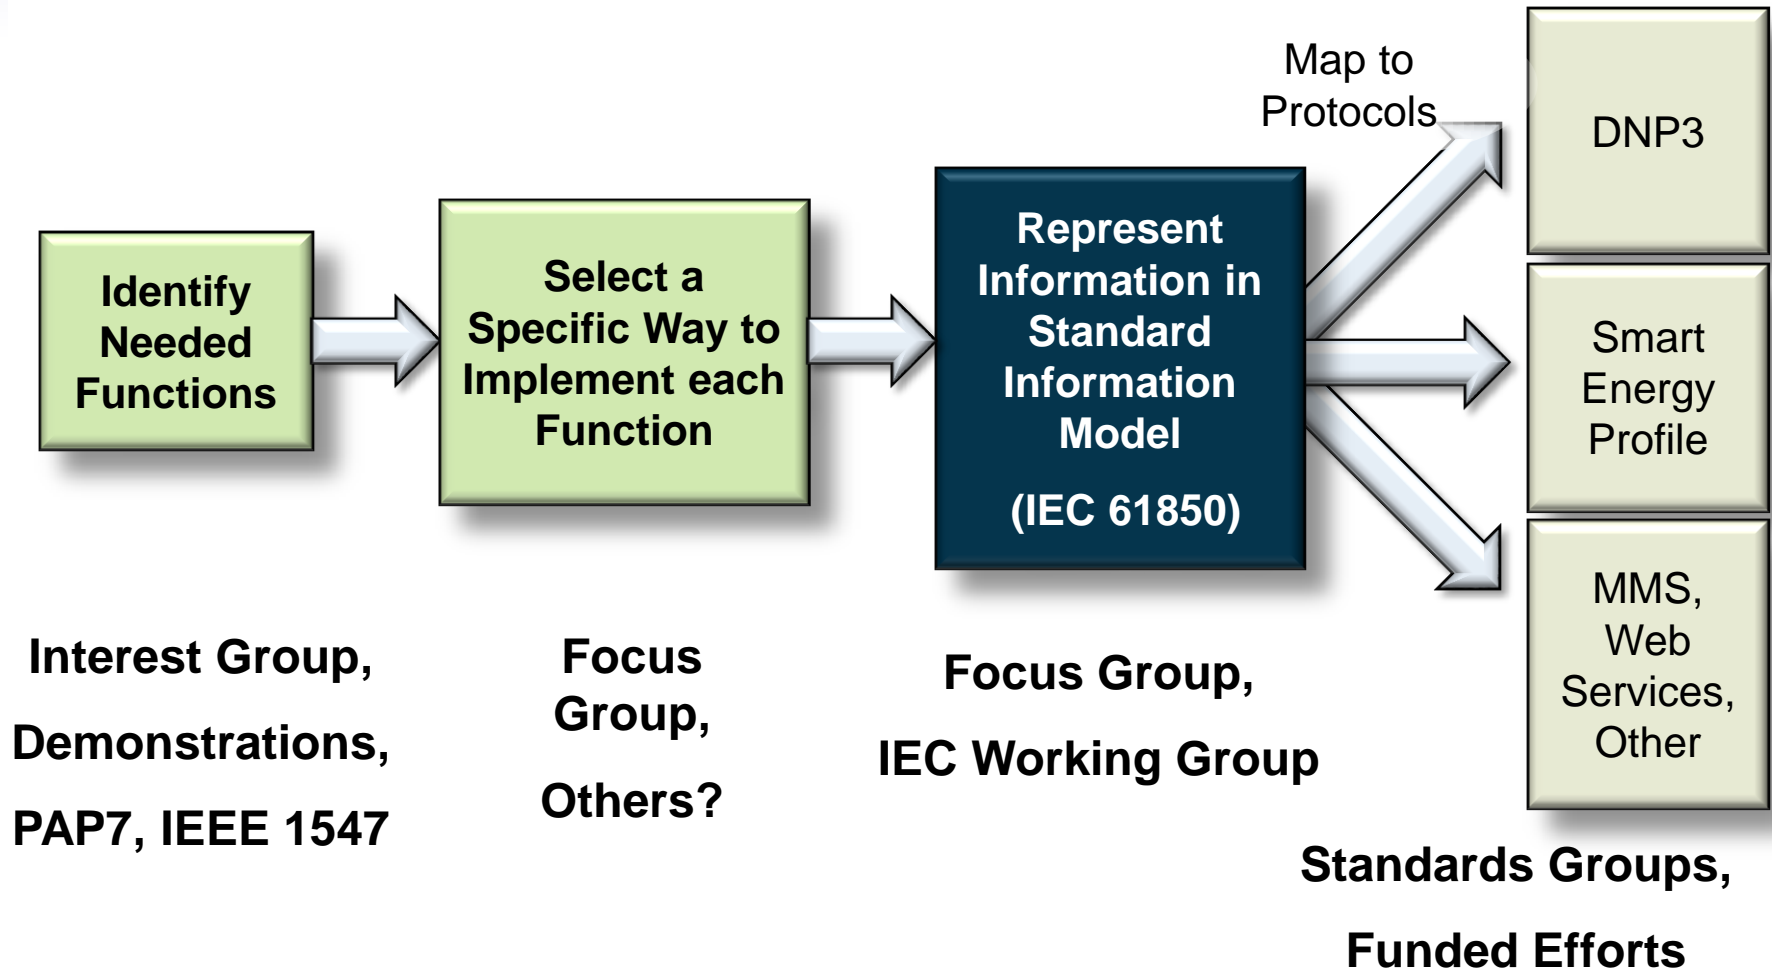 Identify
Needed
Functions
Select a
Specific Way to
Implement each
Function
Represent
Information in
Standard
Information
Model
(IEC 61850)
Map to
Protocols
DNP3
Smart
Energy
Profile
MMS,
Web
Services,
Other
Interest Group,
Demonstrations,
PAP7, IEEE 1547
Focus
Group,
Others?
Focus Group,
IEC Working Group
Standards Groups,
Funded Efforts